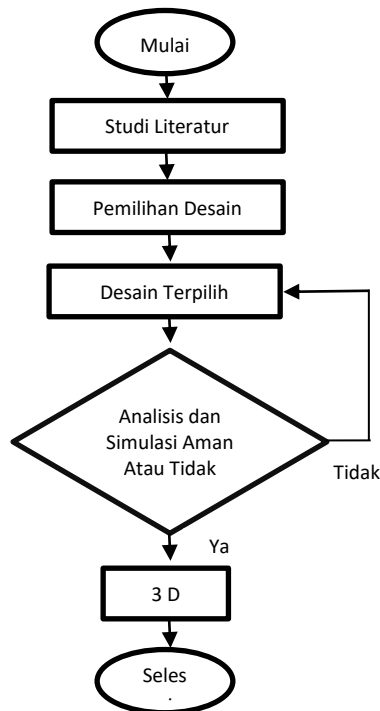 Mulai
Studi Literatur
Pemilihan Desain
Desain Terpilih
Analisis dan
Simulasi Aman
Atau Tidak
Tidak
Ya
3 D
Seles